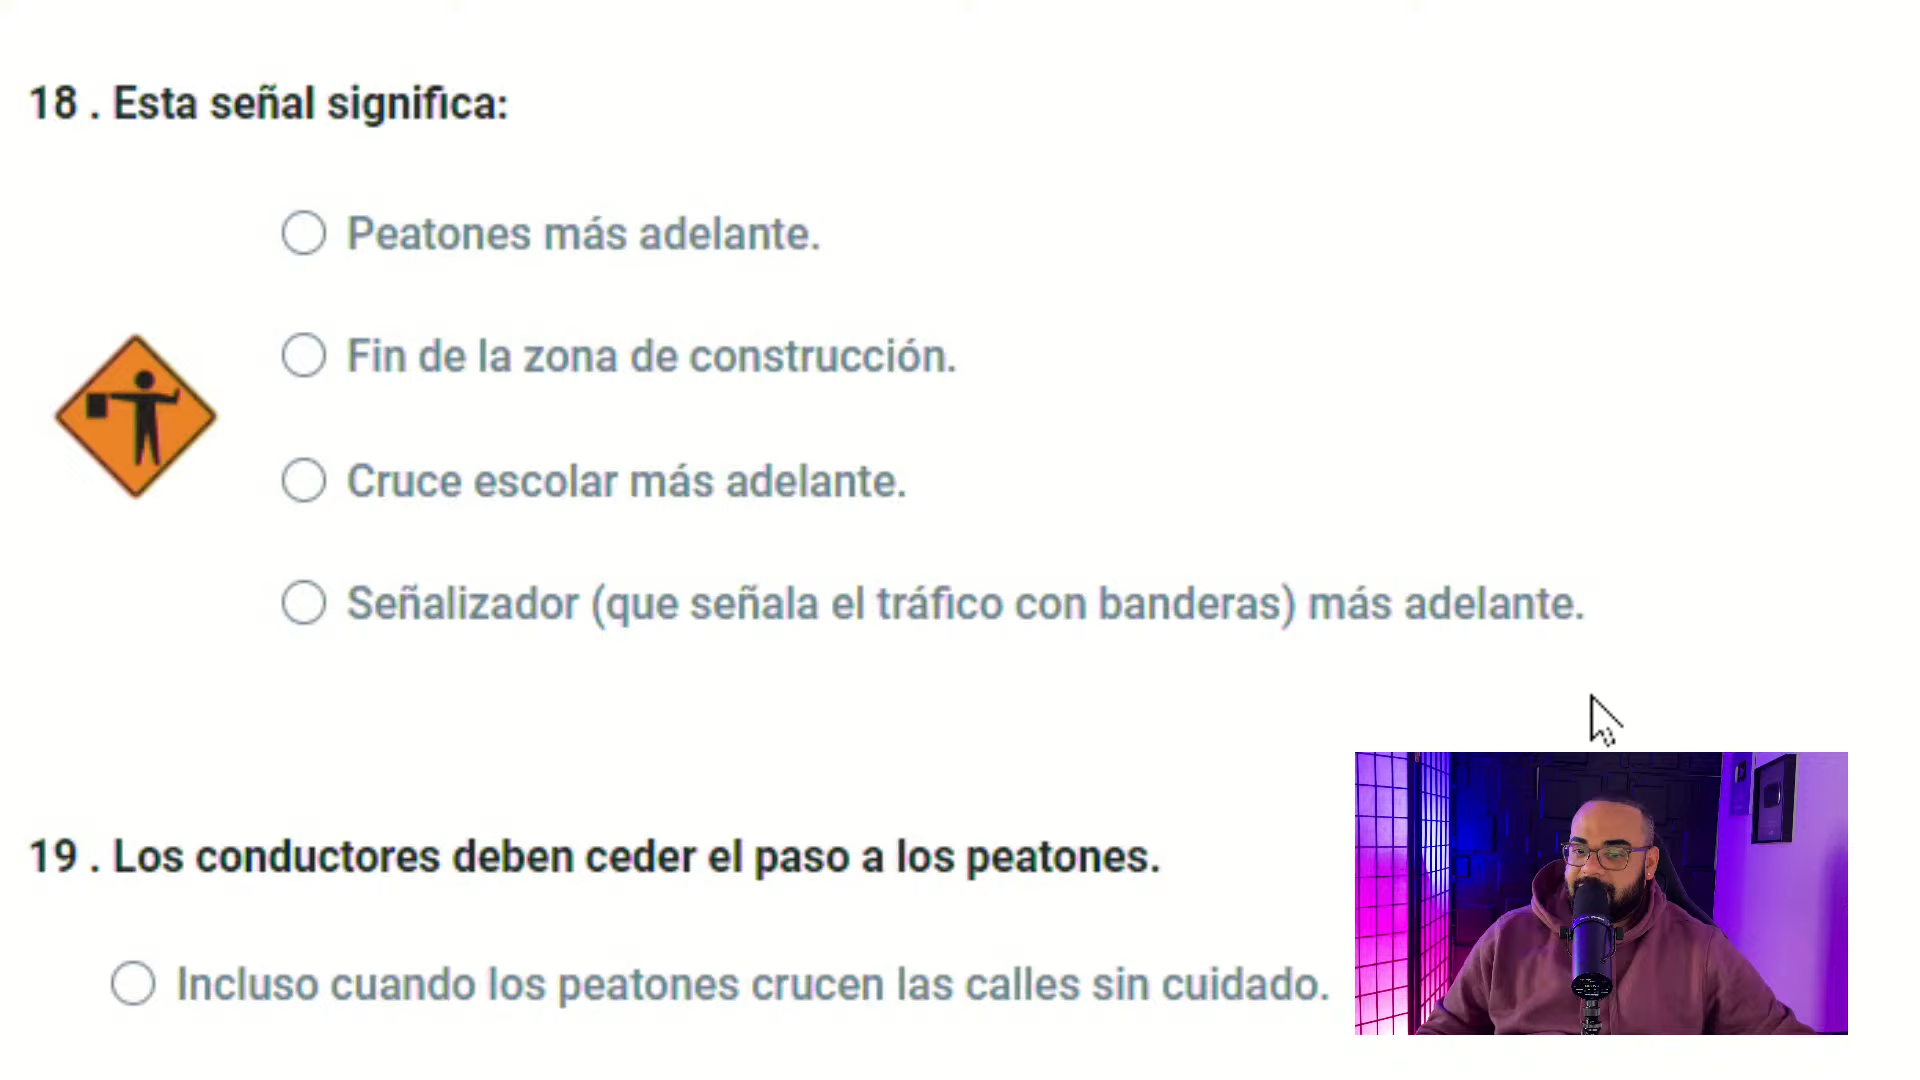 18 . Esta señal significa:
Peatones más adelante.
Fin de la zona de construcción.
Cruce escolar más adelante.
Señalizador (que señala el tráfico con banderas) más adelante.
19 . Los conductores deben ceder el paso a los peatones.
Incluso cuando los peatones crucen las calles sin cuidado.